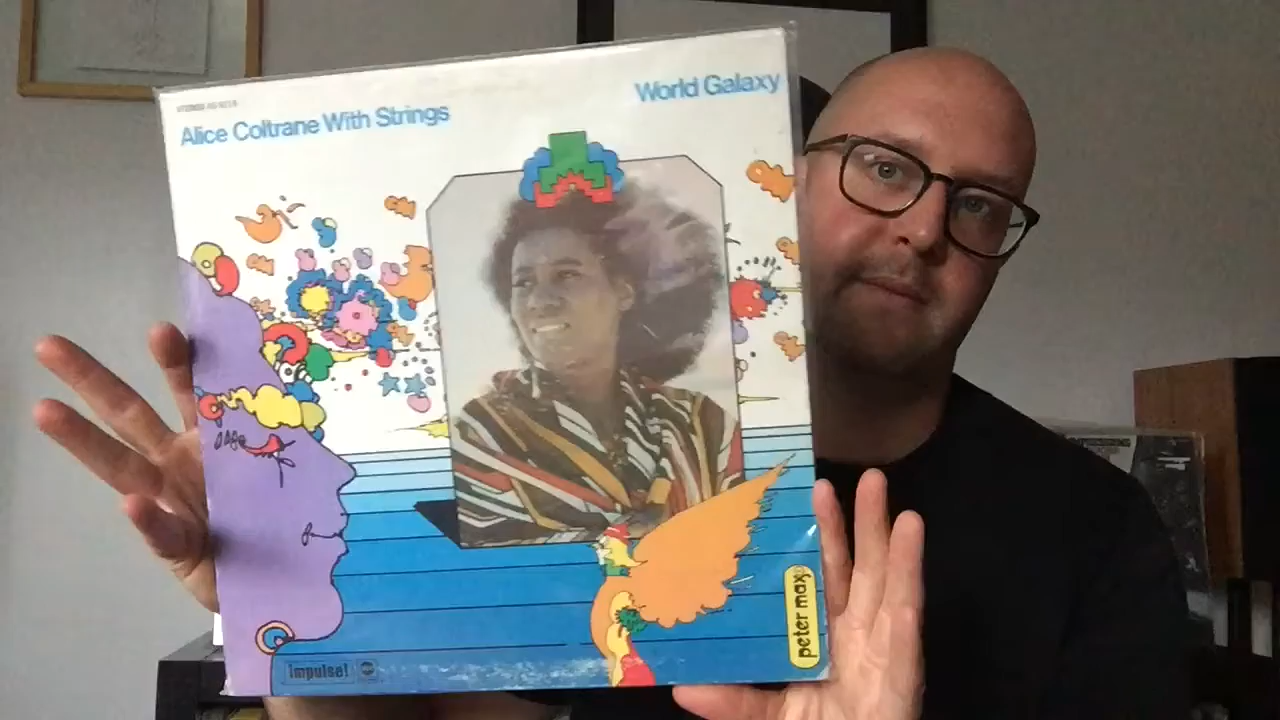 World Galaxy
Alice Coltrane With Strings
peter max
impulse!